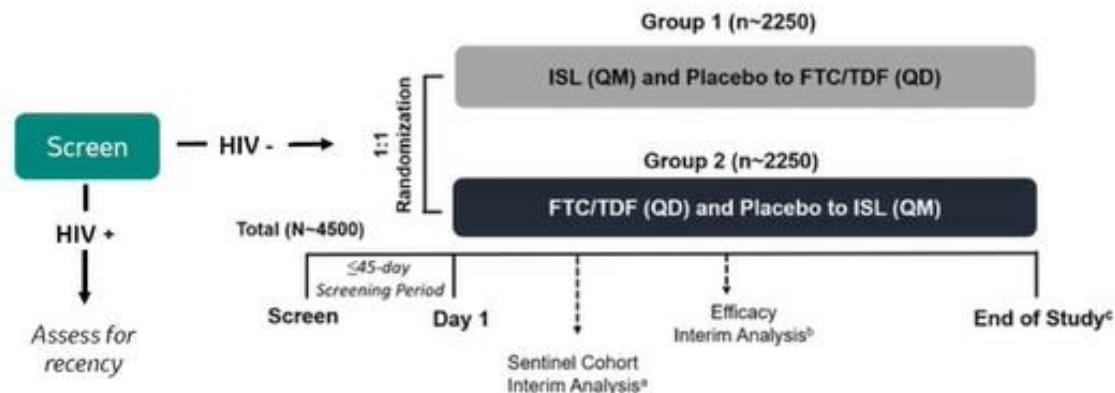 Group 1 (n~2250)
ISL (QM) and Placebo to FTC/TDF (QD)
1:1
Randomization
Screen
HIV -
HIV +
Group 2 (n~2250)
FTC/TDF (QD) and Placebo to ISL (QM)
Total (N~4500)
≤45-day
Screening Period
Screen
Day 1
End of Studyᶜ
Assess for
recency
Efficacy
Interim Analysisᵇ
Sentinel Cohort
Interim Analysisᵃ